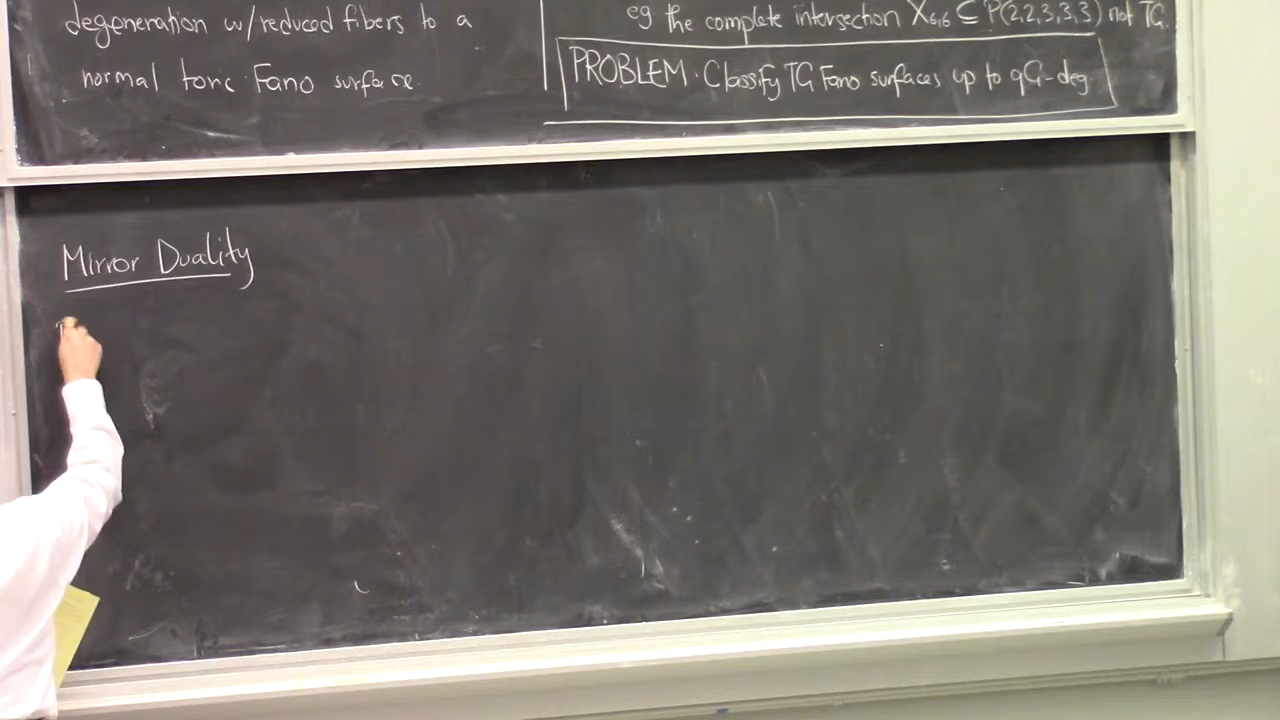 degeneration w/reduced fibers to a
normal toric Fano surface.
eg the complete intersection X₆,₆ ⊆ P(2,2,3,3,3) not TG.
PROBLEM. Classify TG Fano surfaces up to qG-deg
Mirror Duality